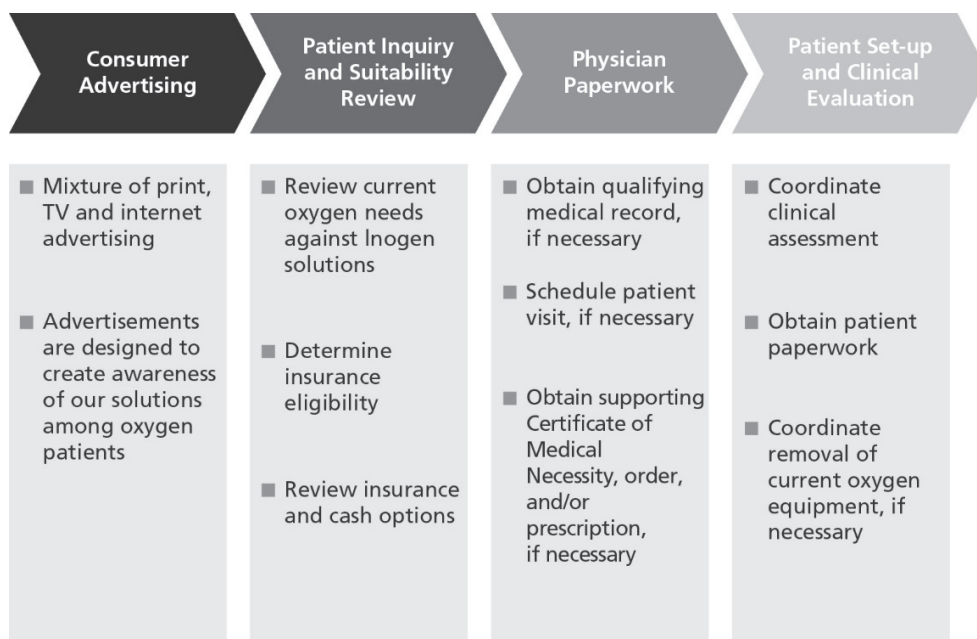 Consumer
Advertising
Patient Inquiry
and Suitability
Review
Physician
Paperwork
Patient Set-up
and Clinical
Evaluation
Mixture of print,
TV and internet
advertising
Advertisements
are designed to
create awareness
of our solutions
among oxygen
patients
Review current
oxygen needs
against Inogen
solutions
Determine
insurance
eligibility
Review insurance
and cash options
Obtain qualifying
medical record,
if necessary
Schedule patient
visit, if necessary
Obtain supporting
Certificate of
Medical
Necessity, order,
and/or
prescription,
if necessary
Coordinate
clinical
assessment
Obtain patient
paperwork
Coordinate
removal of
current oxygen
equipment, if
necessary